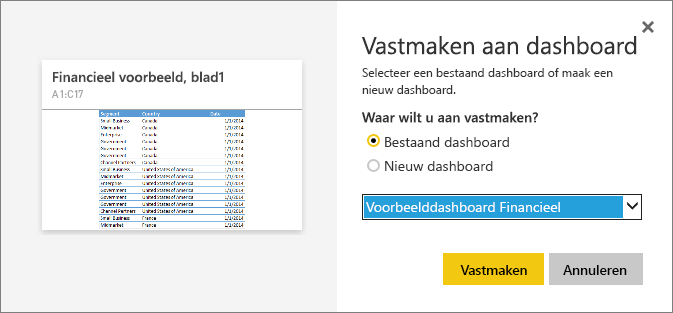 Financieel voorbeeld, blad1
A1:C17
Segment Country Date
Small Business Canada 1/1/2014
Midmarket Canada 1/1/2014
Enterprise Canada 1/1/2014
Government Canada 1/1/2014
Government Canada 1/1/2014
Government Canada 1/1/2014
Channel Partners Canada 1/1/2014
Small Business United States of America 1/1/2014
Midmarket United States of America 1/1/2014
Enterprise United States of America 1/1/2014
Government United States of America 1/1/2014
Government United States of America 1/1/2014
Government United States of America 1/1/2014
Channel Partners United States of America 1/1/2014
Small Business France 1/1/2014
Midmarket France 1/1/2014
Vastmaken aan dashboard
Selecteer een bestaand dashboard of maak een
nieuw dashboard.
Waar wilt u aan vastmaken?
Bestaand dashboard
Nieuw dashboard
Voorbeelddashboard Financieel
Vastmaken Annuleren